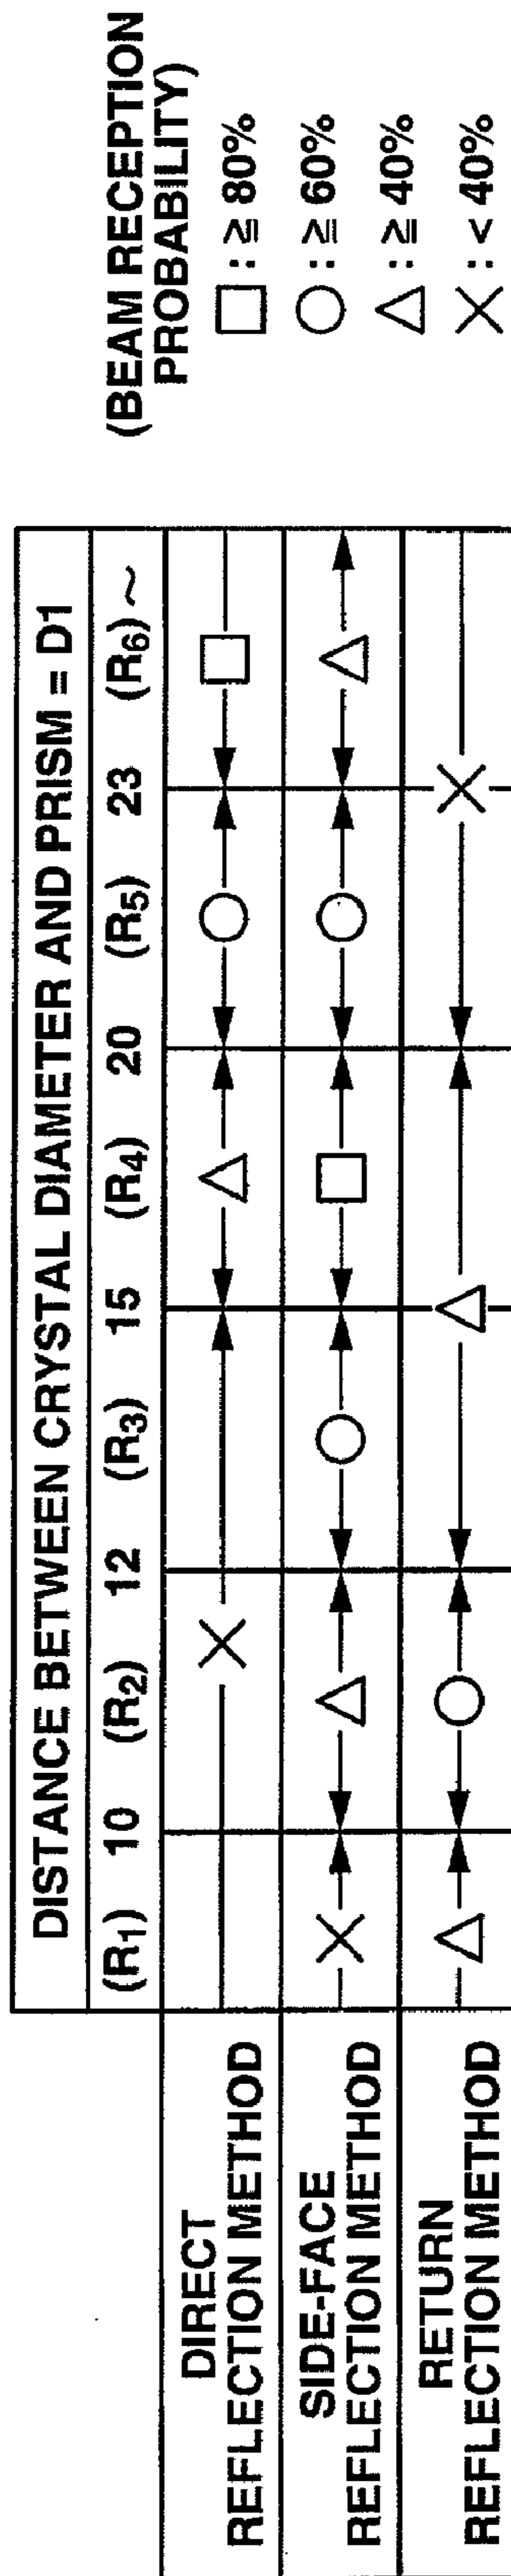 DISTANCE BETWEEN CRYSTAL DIAMETER AND PRISM = D1
(R1) 10 (R2) 12 (R3) 15 (R4) 20 (R5) 23 (R6) ~
DIRECT
REFLECTION METHOD
SIDE-FACE
REFLECTION METHOD
RETURN
REFLECTION METHOD
(BEAM RECEPTION
PROBABILITY)
□ : ≧ 80%
○ : ≧ 60%
△ : ≧ 40%
× : < 40%